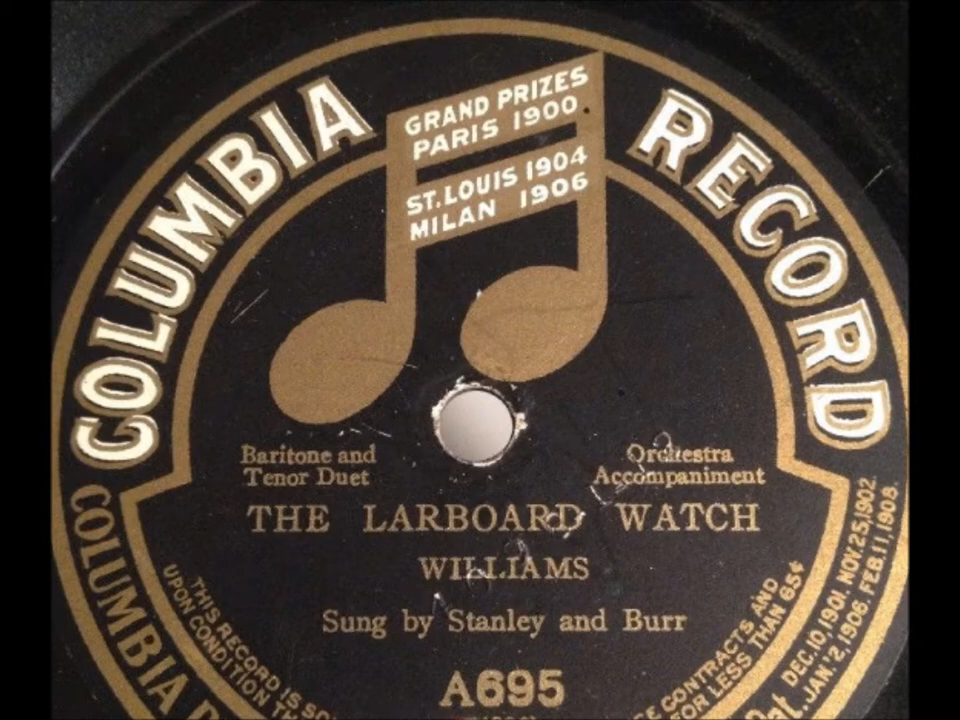 COLUMBIA RECORD
GRAND PRIZES
PARIS 1900
ST. LOUIS 1904
MILAN 1906
Baritone and
Tenor Duet
Orchestra
Accompaniment
THE LARBOARD WATCH
WILLIAMS
Sung by Stanley and Burr
A695
THIS RECORD IS
UPON CONDITION
CONTRACTS AND
FOR LESS THAN 65¢
COLUMBIA
Pat. DEC.10,1901. NOV.25,1902.
JAN. 2,1906. FEB.11,1908.